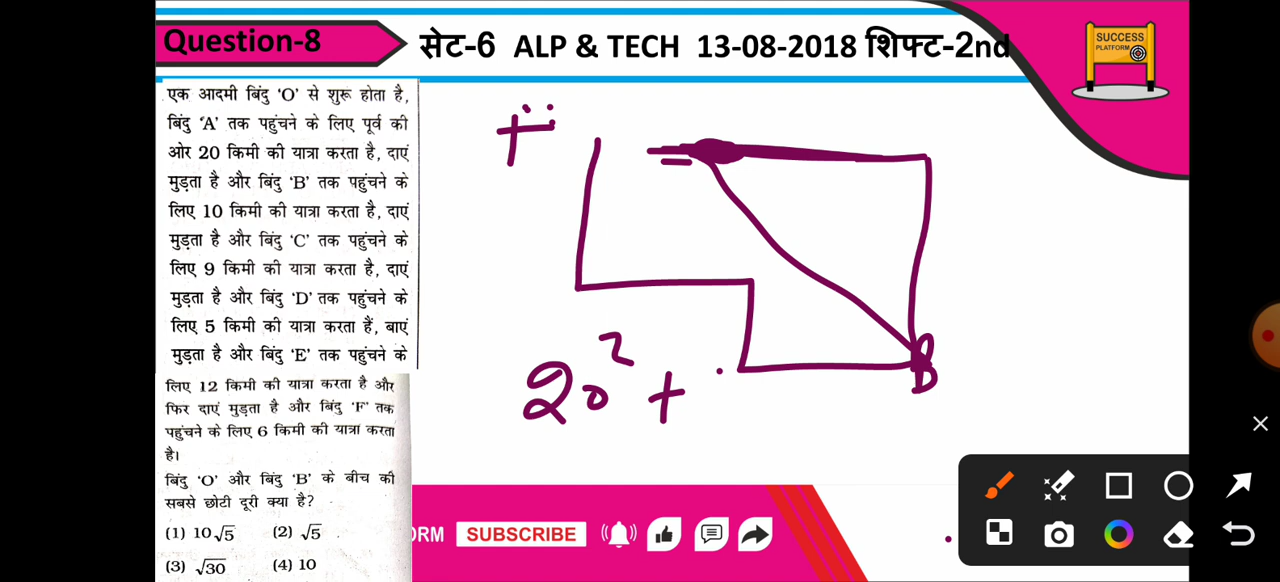 Question-8
सेट-6 ALP & TECH 13-08-2018 शिफ्ट-2nd
SUCCESS
PLATFORM
एक आदमी बिंदु 'O' से शुरू होता है,
बिंदु 'A' तक पहुंचने के लिए पूर्व की
ओर 20 किमी की यात्रा करता है, दाएं
मुड़ता है और बिंदु 'B' तक पहुंचने के
लिए 10 किमी की यात्रा करता है, दाएं
मुड़ता है और बिंदु 'C' तक पहुंचने के
लिए 9 किमी की यात्रा करता है, दाएं
मुड़ता है और बिंदु 'D' तक पहुंचने के
लिए 5 किमी की यात्रा करता हैं, बाएं
मुड़ता है और बिंदु 'E' तक पहुंचने के
लिए 12 किमी की यात्रा करता है और
फिर दाएं मुड़ता है और बिंदु 'F' तक
पहुंचने के लिए 6 किमी की यात्रा करता
है।
बिंदु 'O' और बिंदु 'B' के बीच की
सबसे छोटी दूरी क्या है?
(1) 10√5 (2) √5
(3) √30 (4) 10
B
20² +
ORM SUBSCRIBE